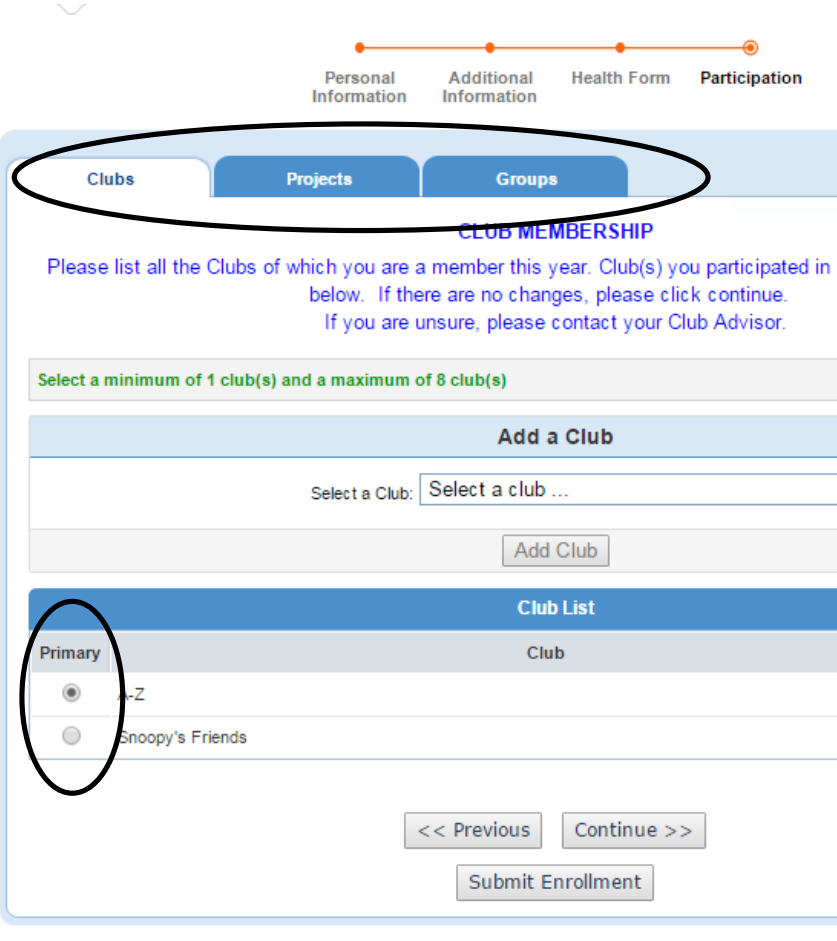 Personal Information
Additional Information
Health Form
Participation
Clubs
Projects
Groups
CLUB MEMBERSHIP
Please list all the Clubs of which you are a member this year. Club(s) you participated in
below. If there are no changes, please click continue.
If you are unsure, please contact your Club Advisor.
Select a minimum of 1 club(s) and a maximum of 8 club(s)
Add a Club
Select a Club: Select a club ...
Add Club
Club List
Primary Club
A-Z
Snoopy's Friends
<< Previous
Continue >>
Submit Enrollment